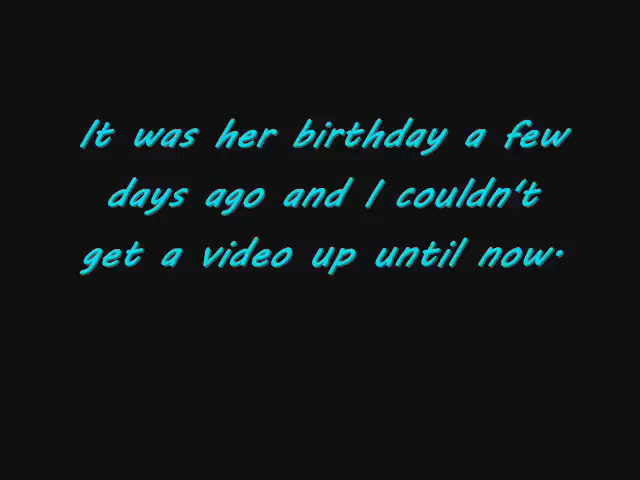 It was her birthday a few
days ago and I couldn't
get a video up until now.